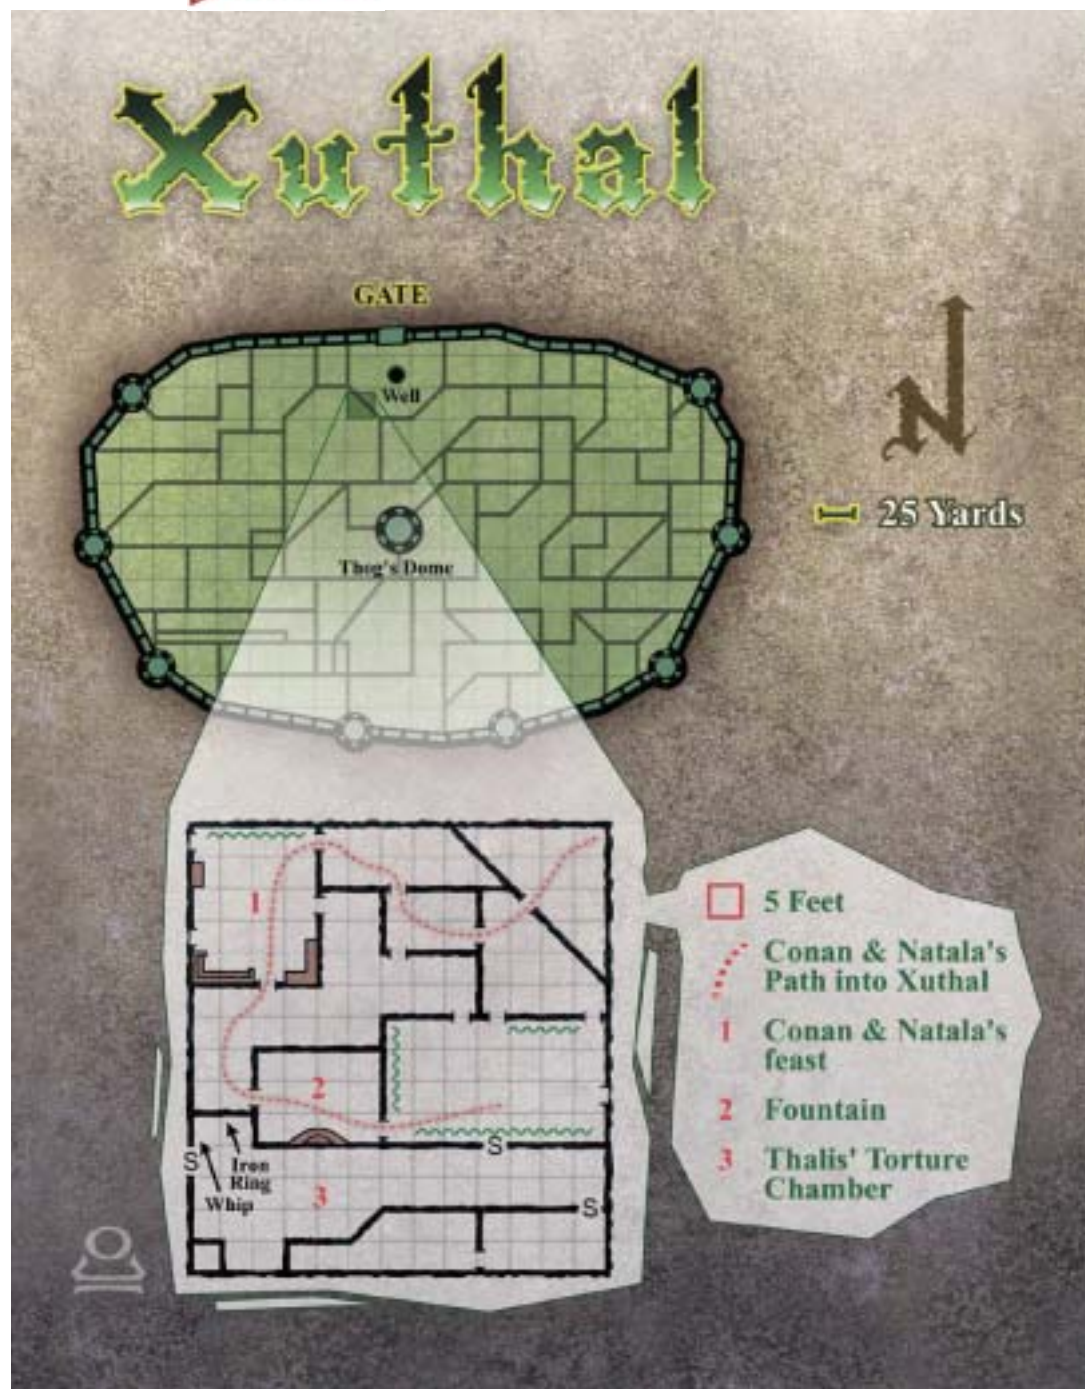 Xuthal
GATE
Well
N
25 Yards
Thog's Dome
1
5 Feet
Conan & Natala's
Path into Xuthal
1
Conan & Natala's
feast
2
2
Fountain
S
S
Iron
Ring
Whip
3
3
Thalis' Torture
Chamber
S